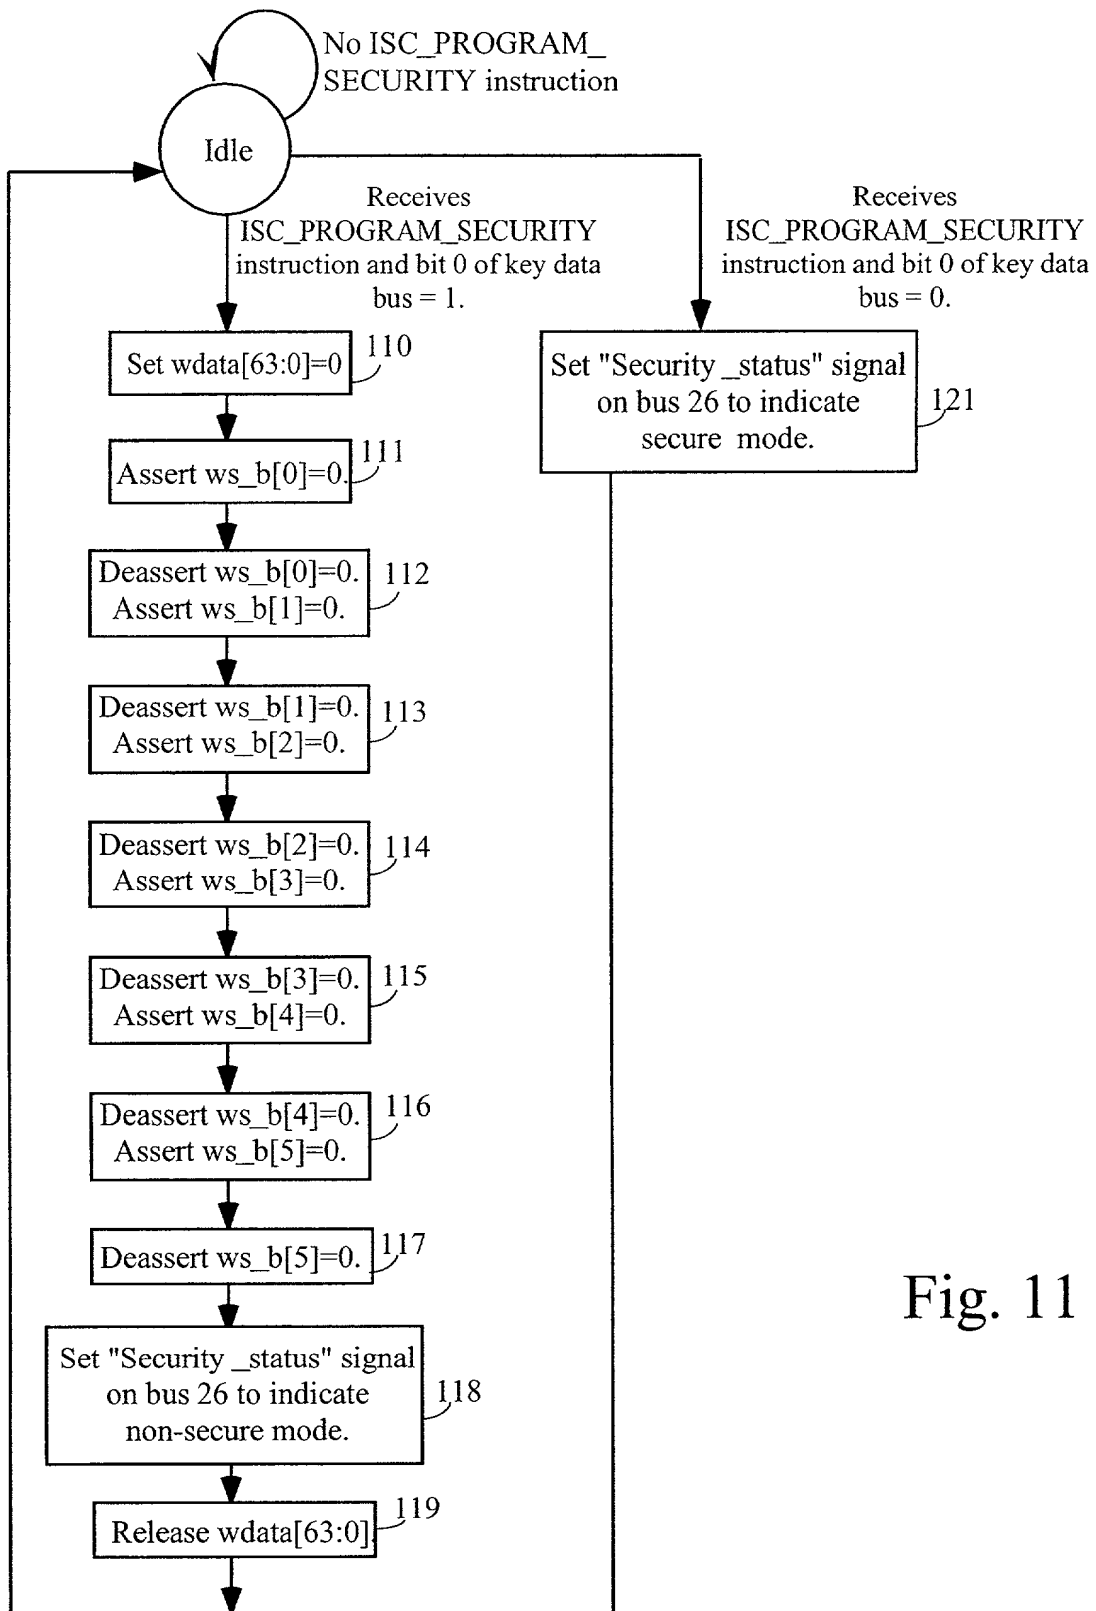 No ISC_PROGRAM_
SECURITY instruction
Idle
Receives
ISC_PROGRAM_SECURITY
instruction and bit 0 of key data
bus = 1.
Receives
ISC_PROGRAM_SECURITY
instruction and bit 0 of key data
bus = 0.
Set wdata[63:0]=0
110
Set "Security_status" signal
on bus 26 to indicate
secure mode.
121
Assert ws_b[0]=0.
111
Deassert ws_b[0]=0.
Assert ws_b[1]=0.
112
Deassert ws_b[1]=0.
Assert ws_b[2]=0.
113
Deassert ws_b[2]=0.
Assert ws_b[3]=0.
114
Deassert ws_b[3]=0.
Assert ws_b[4]=0.
115
Deassert ws_b[4]=0.
Assert ws_b[5]=0.
116
Deassert ws_b[5]=0.
117
Set "Security_status" signal
on bus 26 to indicate
non-secure mode.
118
Release wdata[63:0].
119
Fig. 11